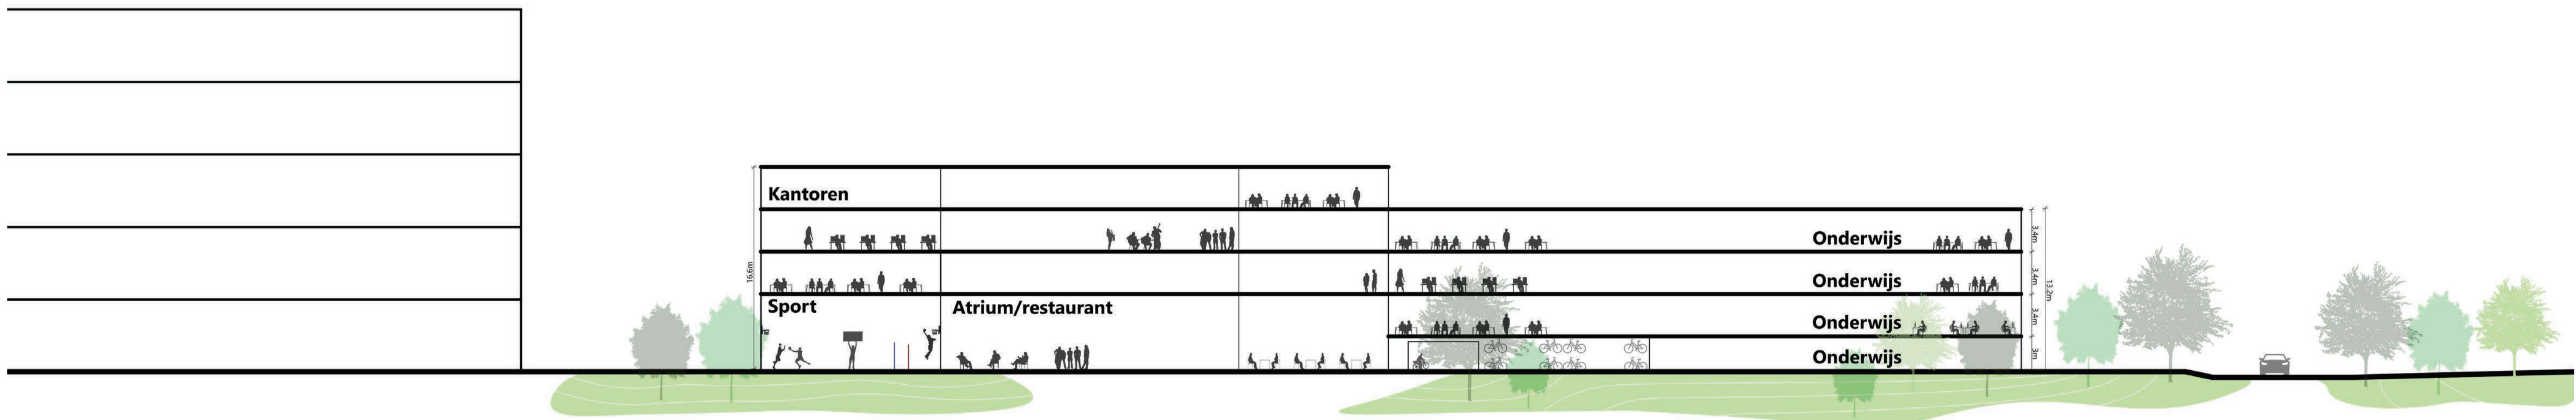 Kantoren
Onderwijs
3.4m
16.6m
Onderwijs
3.4m
13.2m
Sport
Atrium/restaurant
Onderwijs
3.4m
Onderwijs
3m